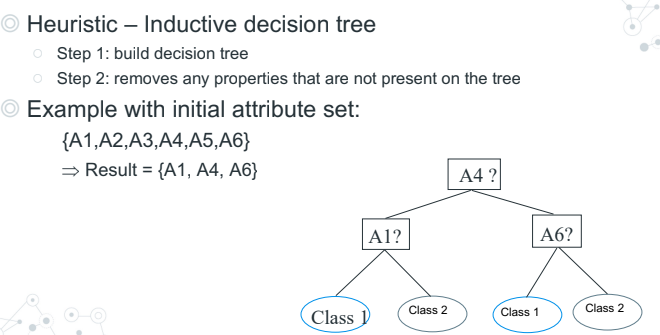 Heuristic – Inductive decision tree
Step 1: build decision tree
Step 2: removes any properties that are not present on the tree
Example with initial attribute set:
{A1,A2,A3,A4,A5,A6}
⇒ Result = {A1, A4, A6}
A4 ?
A1?
A6?
Class 1
Class 2
Class 1
Class 2